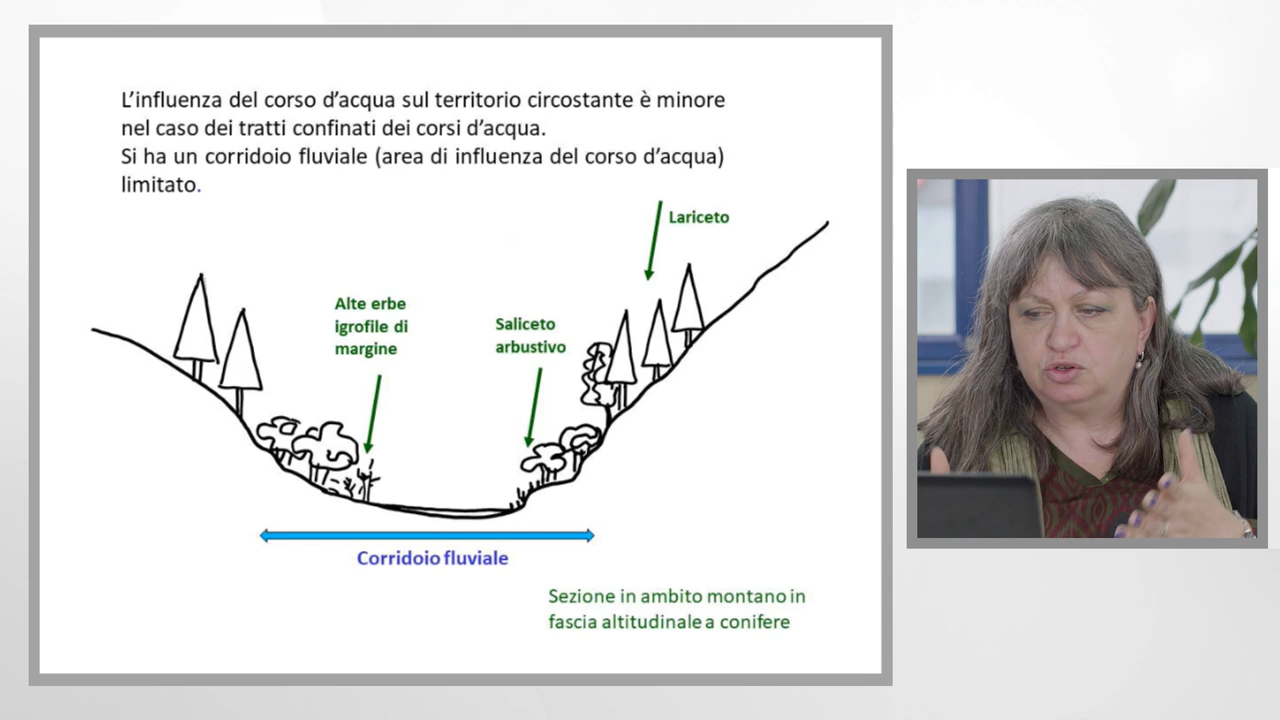 L’influenza del corso d’acqua sul territorio circostante è minore
nel caso dei tratti confinati dei corsi d’acqua.
Si ha un corridoio fluviale (area di influenza del corso d’acqua)
limitato.
Lariceto
Alte erbe
igrofile di
margine
Saliceto
arbustivo
Corridoio fluviale
Sezione in ambito montano in
fascia altitudinale a conifere